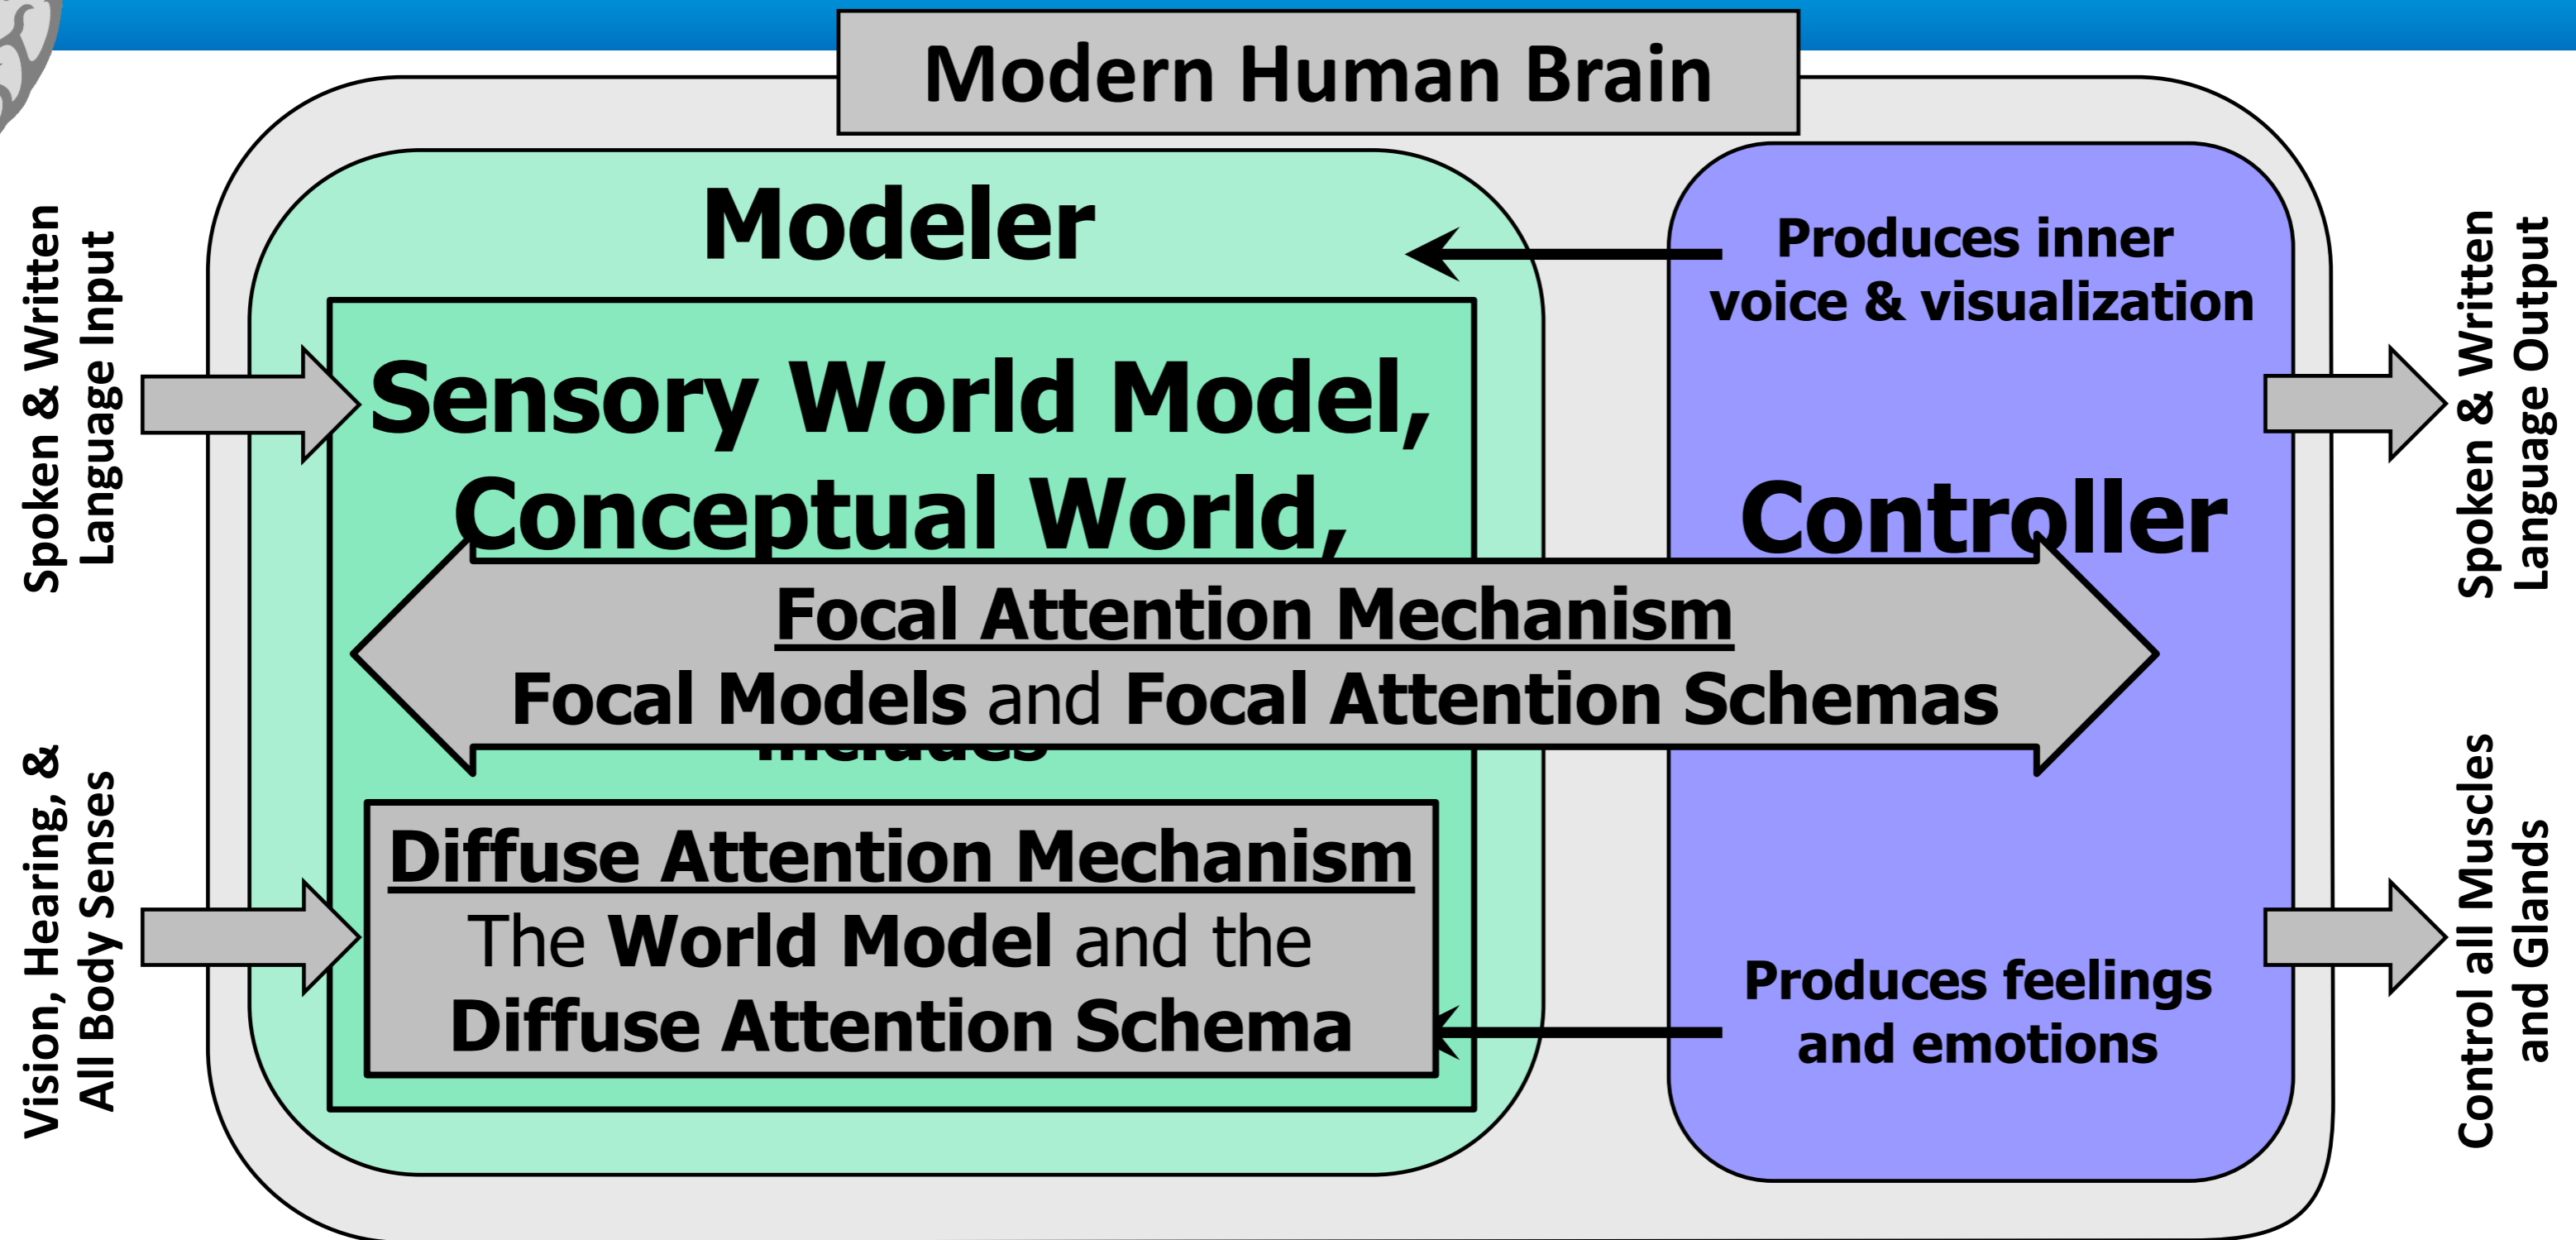 Modern Human Brain
Spoken & Written
Language Input
Vision, Hearing, &
All Body Senses
Modeler
Sensory World Model,
Conceptual World,
Focal Attention Mechanism
Focal Models and Focal Attention Schemas
includes
Diffuse Attention Mechanism
The World Model and the
Diffuse Attention Schema
Produces inner
voice & visualization
Controller
Produces feelings
and emotions
Spoken & Written
Language Output
Control all Muscles
and Glands